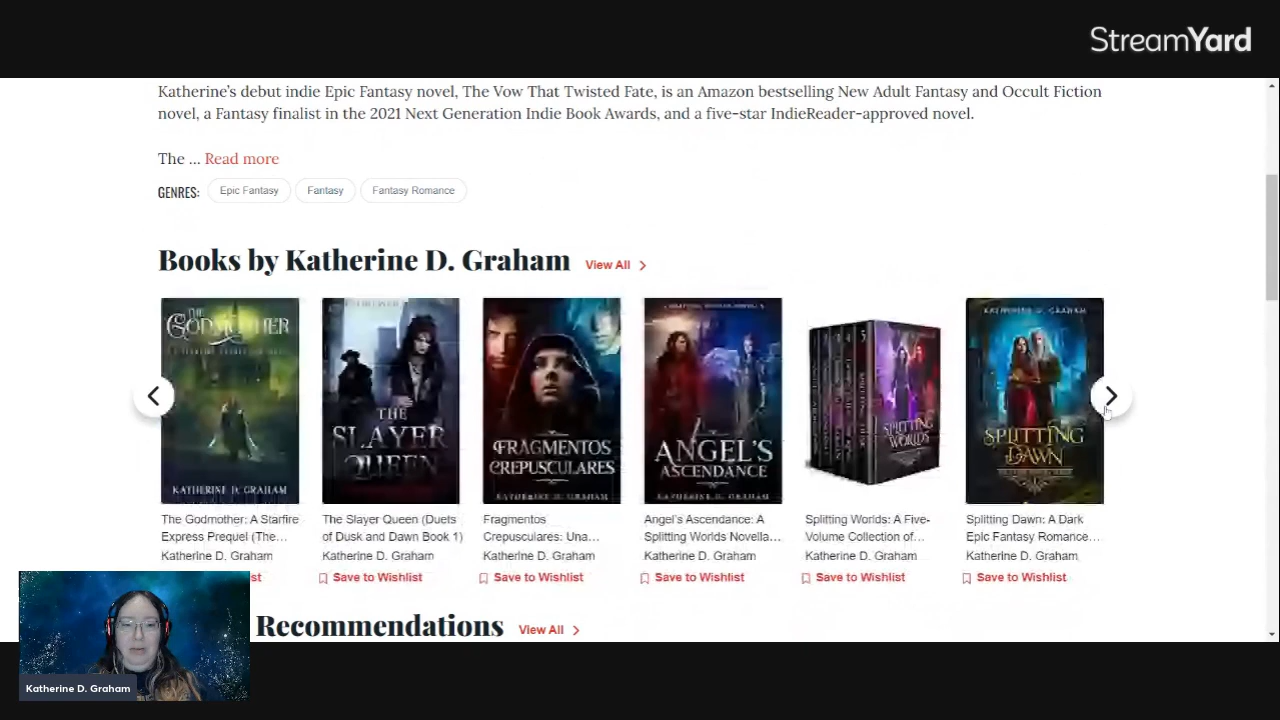 StreamYard
Katherine's debut indie Epic Fantasy novel, The Vow That Twisted Fate, is an Amazon bestselling New Adult Fantasy and Occult Fiction
novel, a Fantasy finalist in the 2021 Next Generation Indie Book Awards, and a five-star IndieReader-approved novel.
The ... Read more
GENRES: Epic Fantasy Fantasy Fantasy Romance
Books by Katherine D. Graham View All
THE
GODMOTHER
KATHERINE D. GRAHAM
THE
SLAYER
QUEEN
FRAGMENTOS
CREPUSCULARES
KATHERINE D. GRAHAM
ANGEL'S
ASCENDANCE
KATHERINE D. GRAHAM
SPLITTING
WORLDS
KATHERINE D. GRAHAM
SPLITTING
DAWN
The Godmother: A Starfire
Express Prequel (The...
Katherine D. Graham
st
The Slayer Queen (Duets
of Dusk and Dawn Book 1)
Katherine D. Graham
Save to Wishlist
Fragmentos
Crepusculares: Una...
Katherine D. Graham
Save to Wishlist
Angel's Ascendance: A
Splitting Worlds Novella...
Katherine D. Graham
Save to Wishlist
Splitting Worlds: A Five-
Volume Collection of...
Katherine D. Graham
Save to Wishlist
Splitting Dawn: A Dark
Epic Fantasy Romance...
Katherine D. Graham
Save to Wishlist
Recommendations View All
Katherine D. Graham